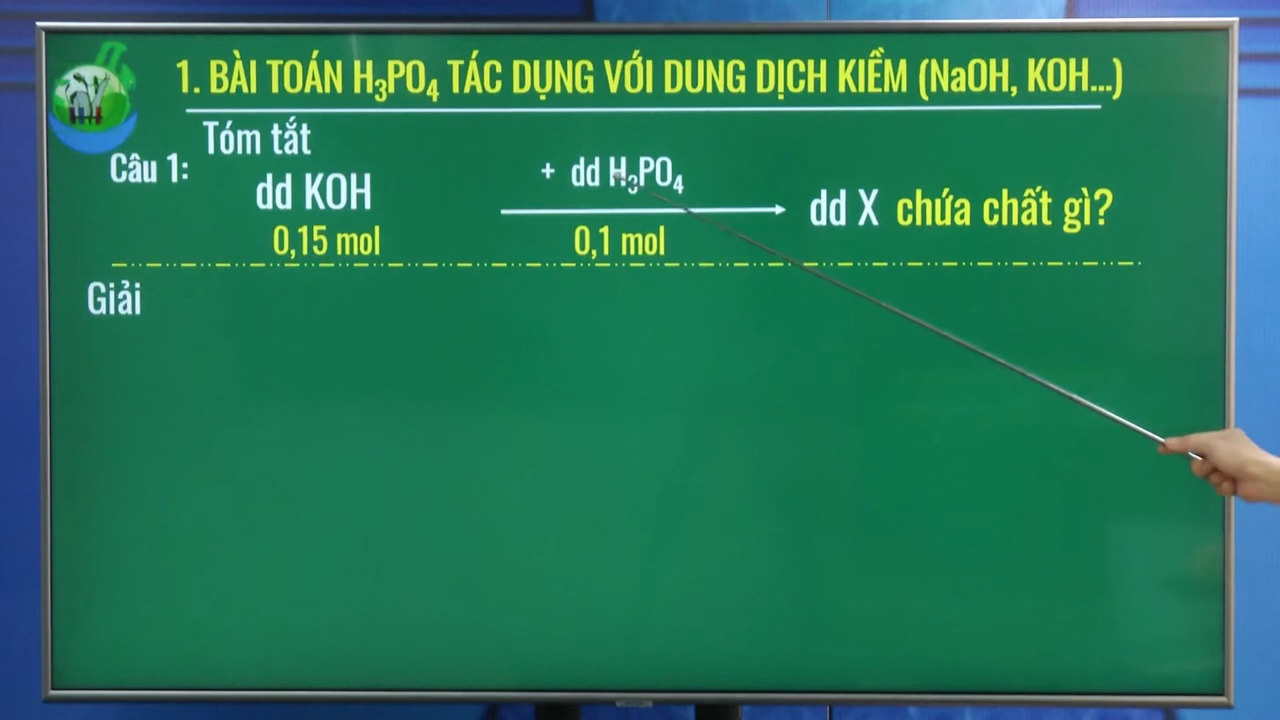 1. BÀI TOÁN H₃PO₄ TÁC DỤNG VỚI DUNG DỊCH KIỀM (NaOH, KOH...)
Tóm tắt
Câu 1:
dd KOH
+ dd H₃PO₄
dd X chứa chất gì?
0,15 mol
0,1 mol
Giải